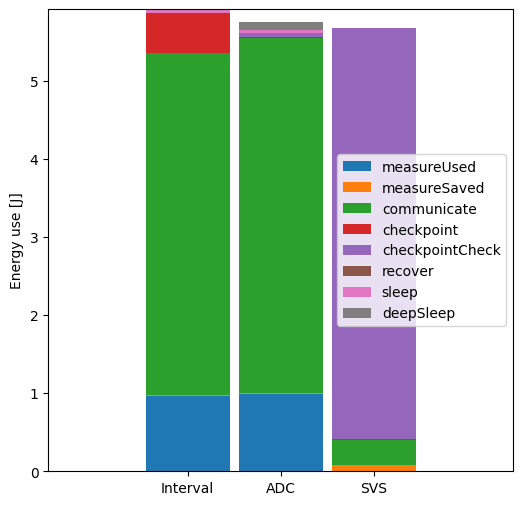 Energy use [J]
5
4
3
2
1
0
measureUsed
measureSaved
communicate
checkpoint
checkpointCheck
recover
sleep
deepSleep
Interval ADC SVS